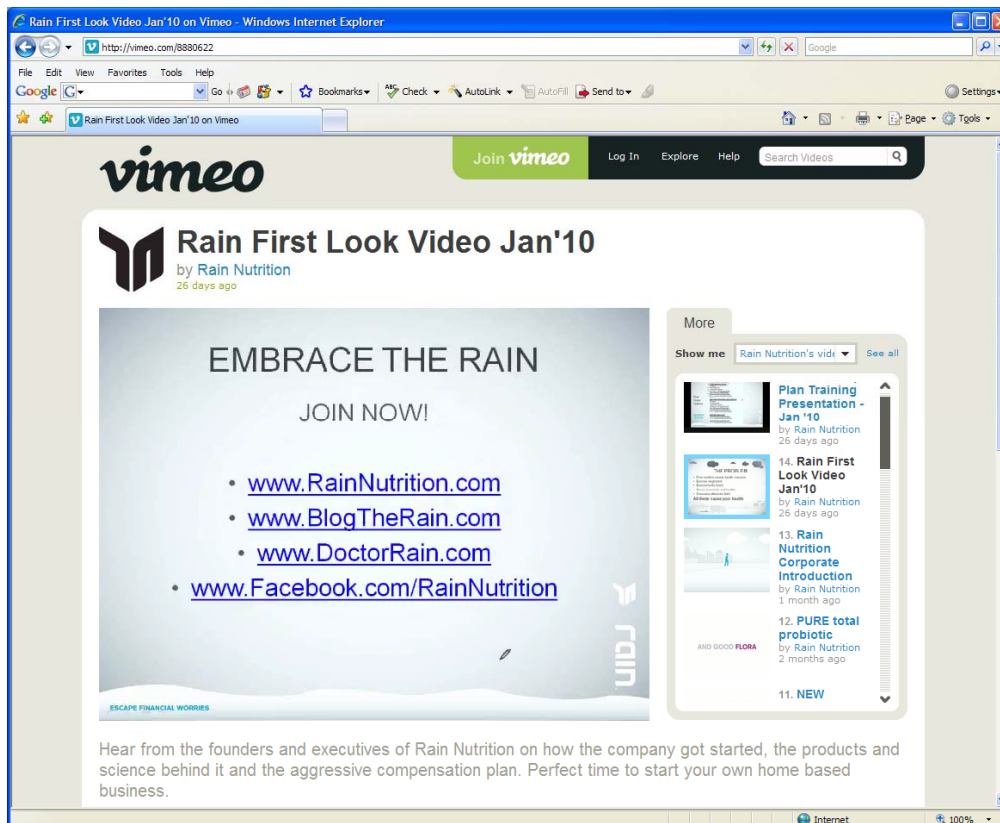 Rain First Look Video Jan'10 on Vimeo - Windows Internet Explorer
http://vimeo.com/8880622
Google
File Edit View Favorites Tools Help
Google G Go Bookmarks ABC Check AutoLink AutoFill Send to Settings
Rain First Look Video Jan'10 on Vimeo
Page Tools
vimeo
Join vimeo
Log In Explore Help Search Videos
Rain First Look Video Jan'10
by Rain Nutrition
26 days ago
EMBRACE THE RAIN
JOIN NOW!
• www.RainNutrition.com
• www.BlogTheRain.com
• www.DoctorRain.com
• www.Facebook.com/RainNutrition
rain
ESCAPE FINANCIAL WORRIES
More
Show me Rain Nutrition's vide See all
Plan Training
Presentation -
Jan '10
by Rain Nutrition
26 days ago
14. Rain First
Look Video
Jan'10
by Rain Nutrition
26 days ago
13. Rain
Nutrition
Corporate
Introduction
by Rain Nutrition
1 month ago
AND GOOD FLORA
12. PURE total
probiotic
by Rain Nutrition
2 months ago
11. NEW
Hear from the founders and executives of Rain Nutrition on how the company got started, the products and
science behind it and the aggressive compensation plan. Perfect time to start your own home based
business.
Internet 100%